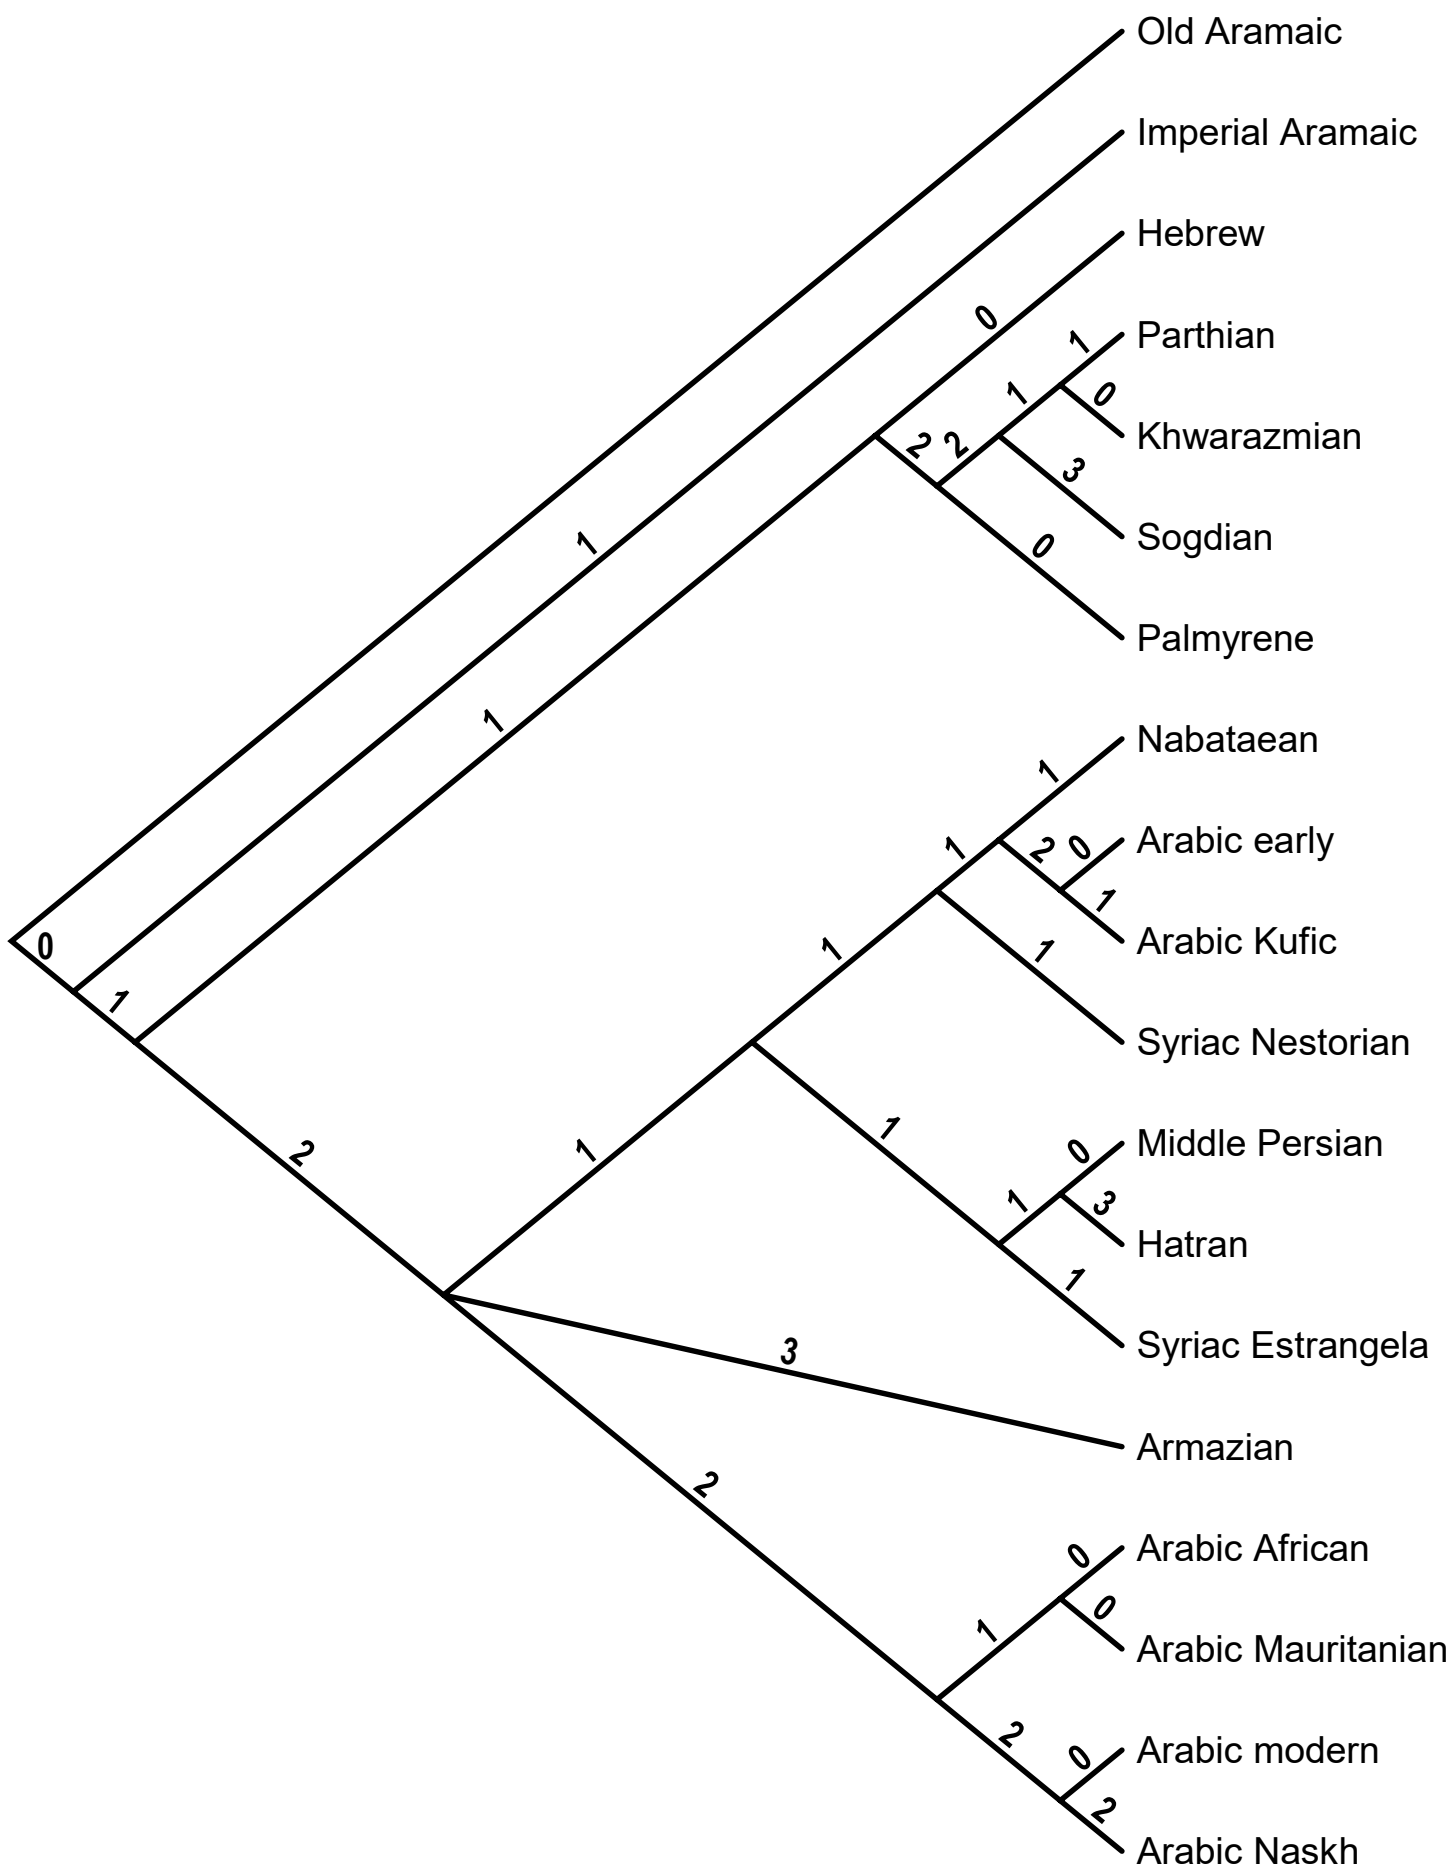 Old Aramaic
Imperial Aramaic
Hebrew
0
1
Parthian
1
0
Khwarazmian
2
2
3
Sogdian
0
1
Palmyrene
1
Nabataean
1
1
2
0
Arabic early
1
Arabic Kufic
0
1
1
1
Syriac Nestorian
2
1
1
0
Middle Persian
1
3
Hatran
1
Syriac Estrangela
3
Armazian
2
0
Arabic African
1
0
Arabic Mauritanian
2
0
Arabic modern
2
Arabic Naskh